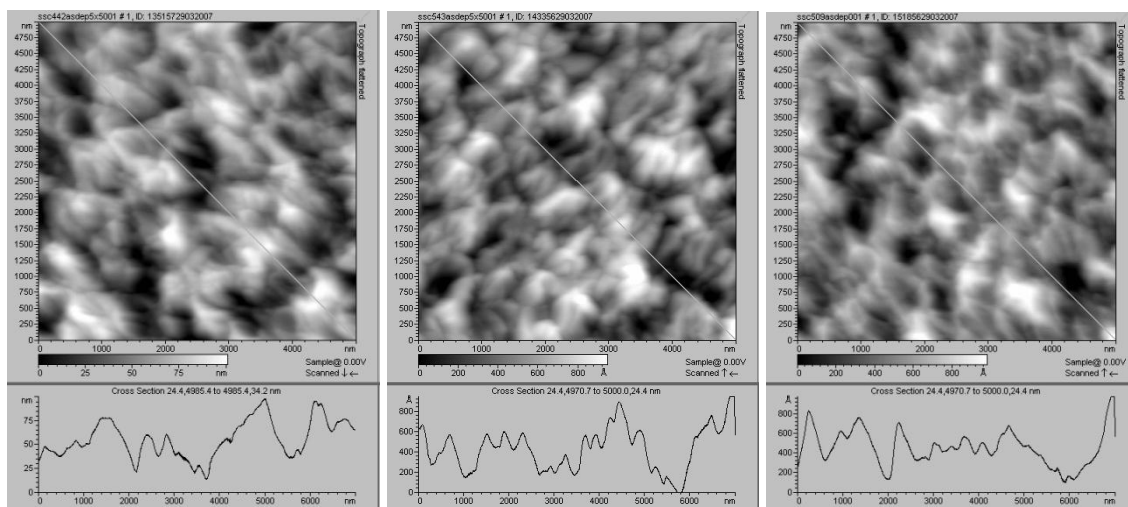 ssc442asdep5x5001 # 1, ID: 13515729032007
nm
4750
4500
4250
4000
3750
3500
3250
3000
2750
2500
2250
2000
1750
1500
1250
1000
750
500
250
0
Topograph flattened
0 1000 2000 3000 4000 nm
Sample@ 0.00V
0 25 50 75 nm
Scanned ↓←
Cross Section 24.4,4985.4 to 4985.4,34.2 nm
nm
75
50
25
0
0 1000 2000 3000 4000 5000 6000 nm
ssc543asdep5x5001 # 1, ID: 14335629032007
nm
4750
4500
4250
4000
3750
3500
3250
3000
2750
2500
2250
2000
1750
1500
1250
1000
750
500
250
0
Topograph flattened
0 1000 2000 3000 4000 nm
Sample@ 0.00V
0 200 400 600 800 Å
Scanned ↑←
Cross Section 24.4,4970.7 to 5000.0,24.4 nm
Å
800
600
400
200
0
0 1000 2000 3000 4000 5000 6000 nm
ssc509asdep001 # 1, ID: 15185629032007
nm
4750
4500
4250
4000
3750
3500
3250
3000
2750
2500
2250
2000
1750
1500
1250
1000
750
500
250
0
Topograph flattened
0 1000 2000 3000 4000 nm
Sample@ 0.00V
0 200 400 600 800 Å
Scanned ↑←
Cross Section 24.4,4970.7 to 5000.0,24.4 nm
Å
800
600
400
200
0
0 1000 2000 3000 4000 5000 6000 nm